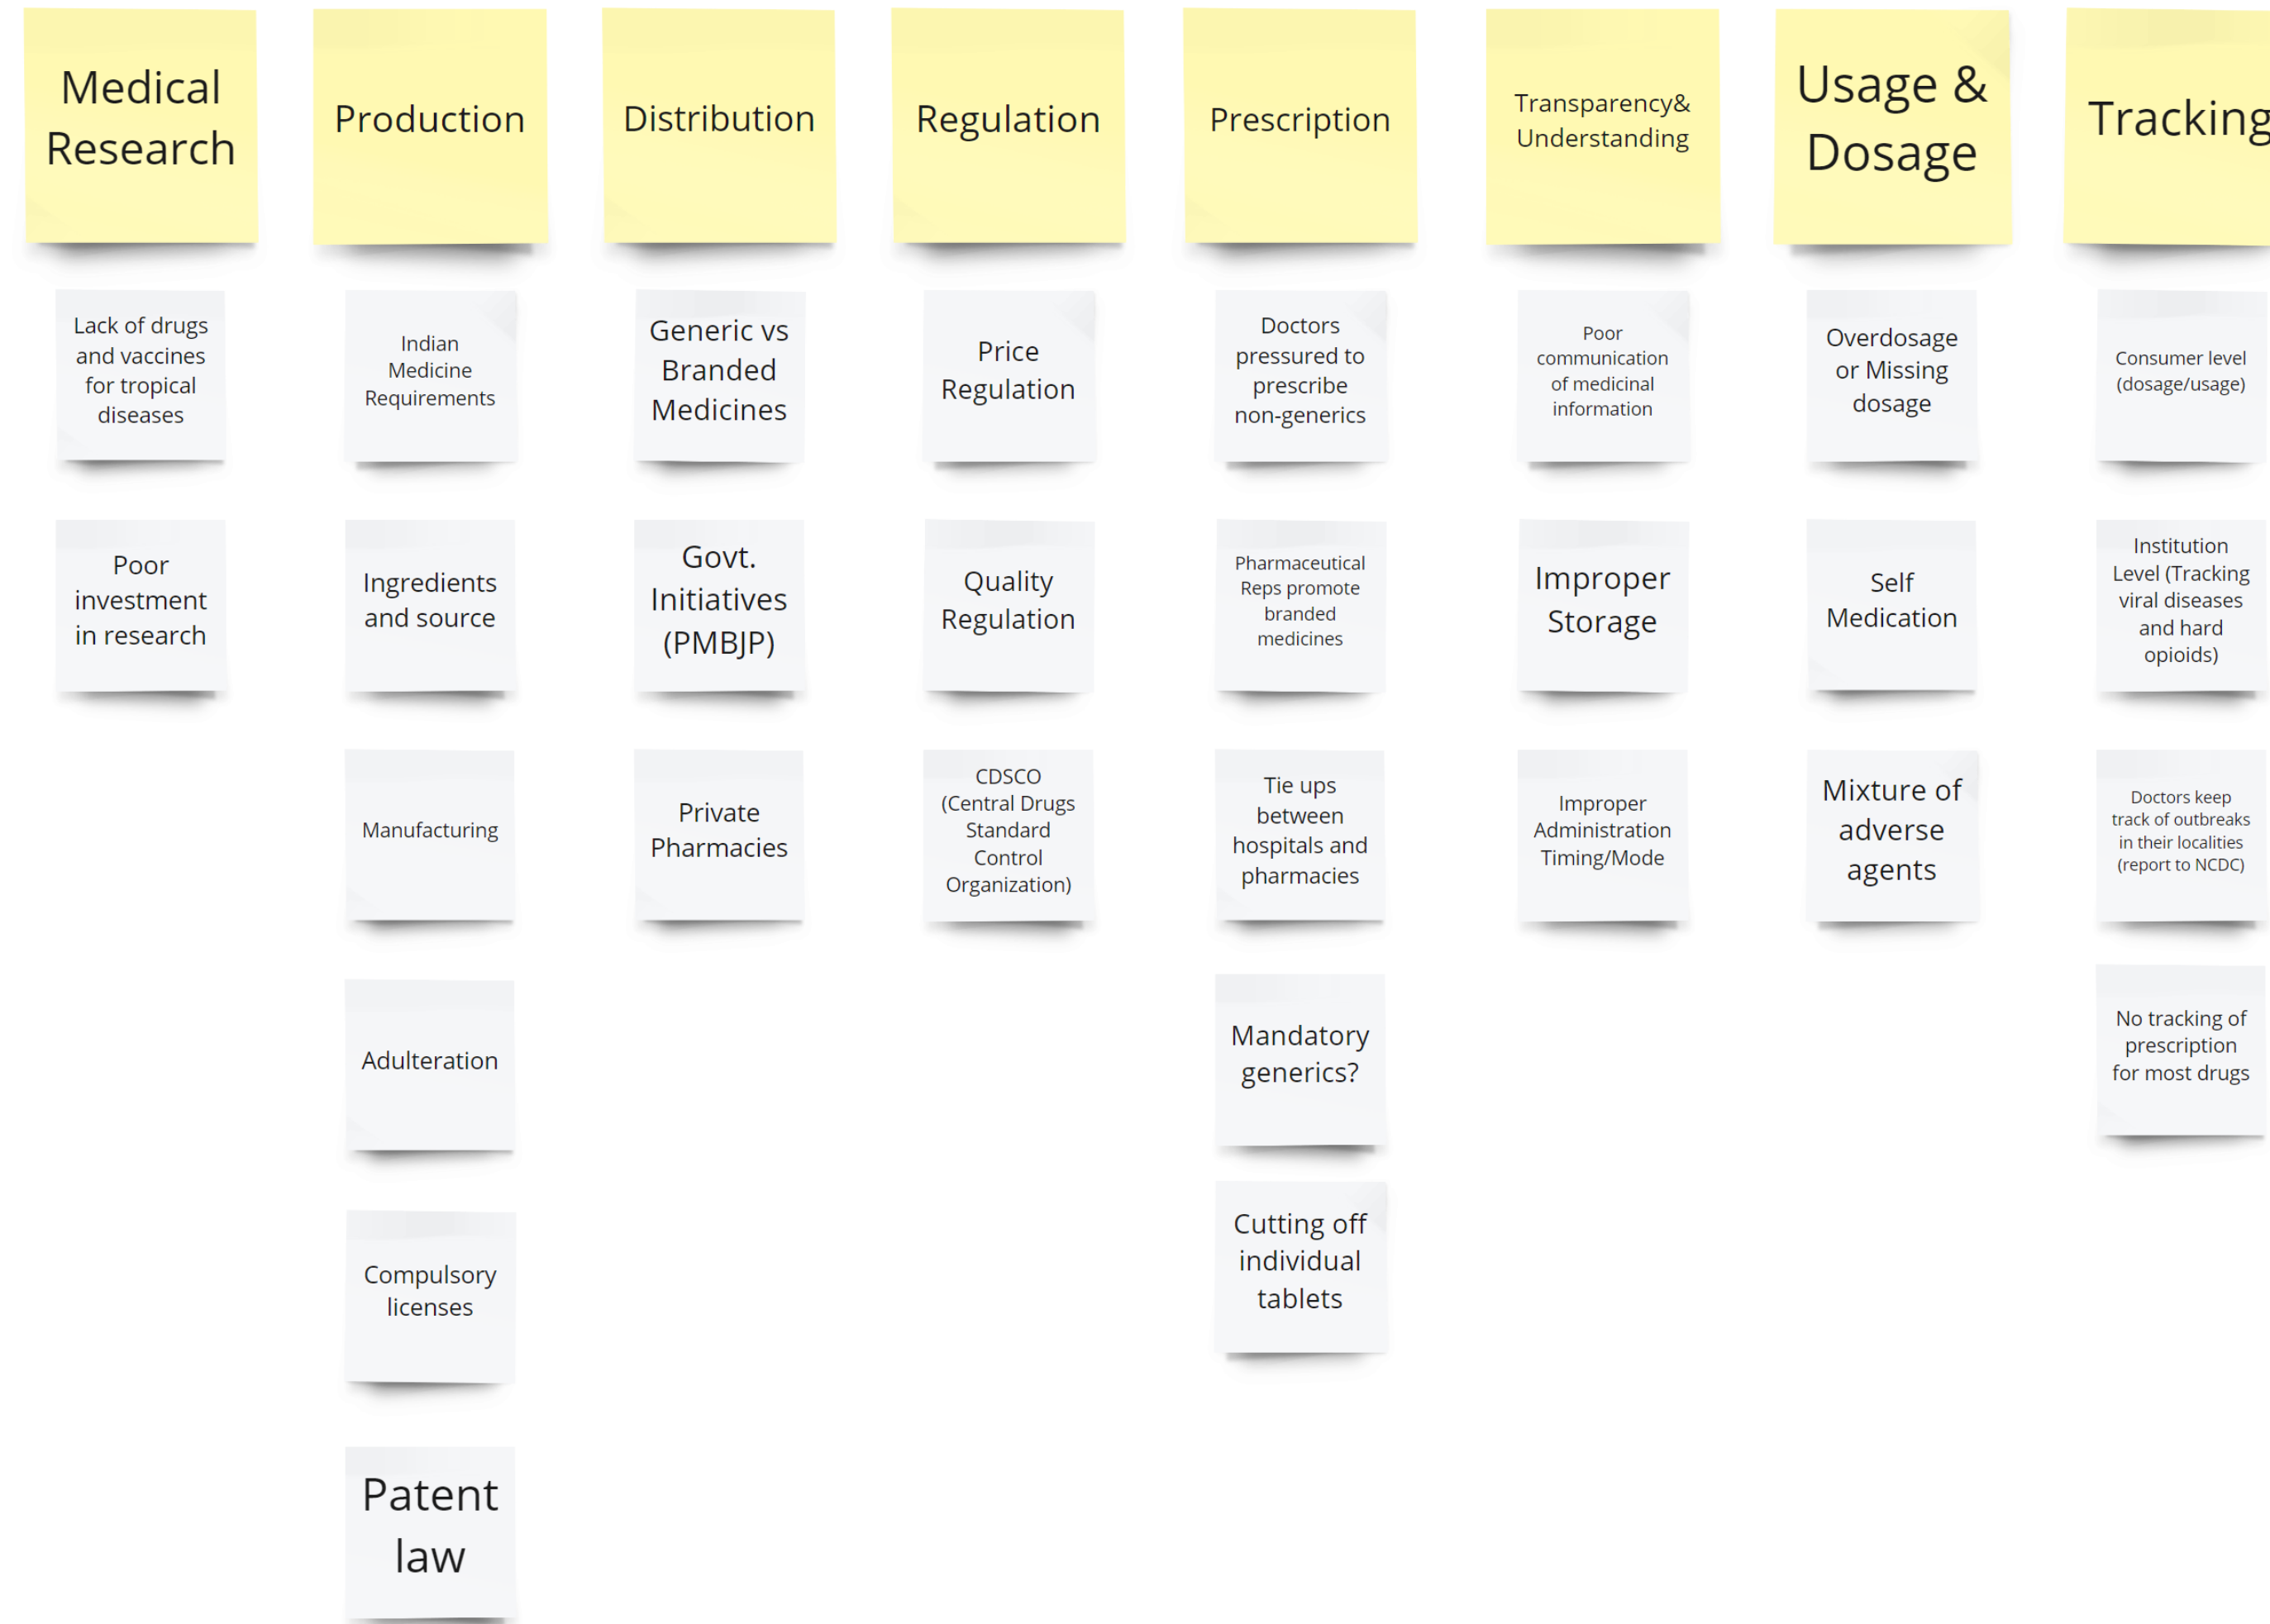 Medical
Research
Production
Distribution
Regulation
Prescription
Transparency&
Understanding
Usage &
Dosage
Tracking
Lack of drugs
and vaccines
for tropical
diseases
Poor
investment
in research
Indian
Medicine
Requirements
Ingredients
and source
Manufacturing
Adulteration
Compulsory
licenses
Patent
law
Generic vs
Branded
Medicines
Govt.
Initiatives
(PMBJP)
Private
Pharmacies
Price
Regulation
Quality
Regulation
CDSCO
(Central Drugs
Standard
Control
Organization)
Doctors
pressured to
prescribe
non-generics
Pharmaceutical
Reps promote
branded
medicines
Tie ups
between
hospitals and
pharmacies
Mandatory
generics?
Cutting off
individual
tablets
Poor
communication
of medicinal
information
Improper
Storage
Improper
Administration
Timing/Mode
Overdosage
or Missing
dosage
Self
Medication
Mixture of
adverse
agents
Consumer level
(dosage/usage)
Institution
Level (Tracking
viral diseases
and hard
opioids)
Doctors keep
track of outbreaks
in their localities
(report to NCDC)
No tracking of
prescription
for most drugs